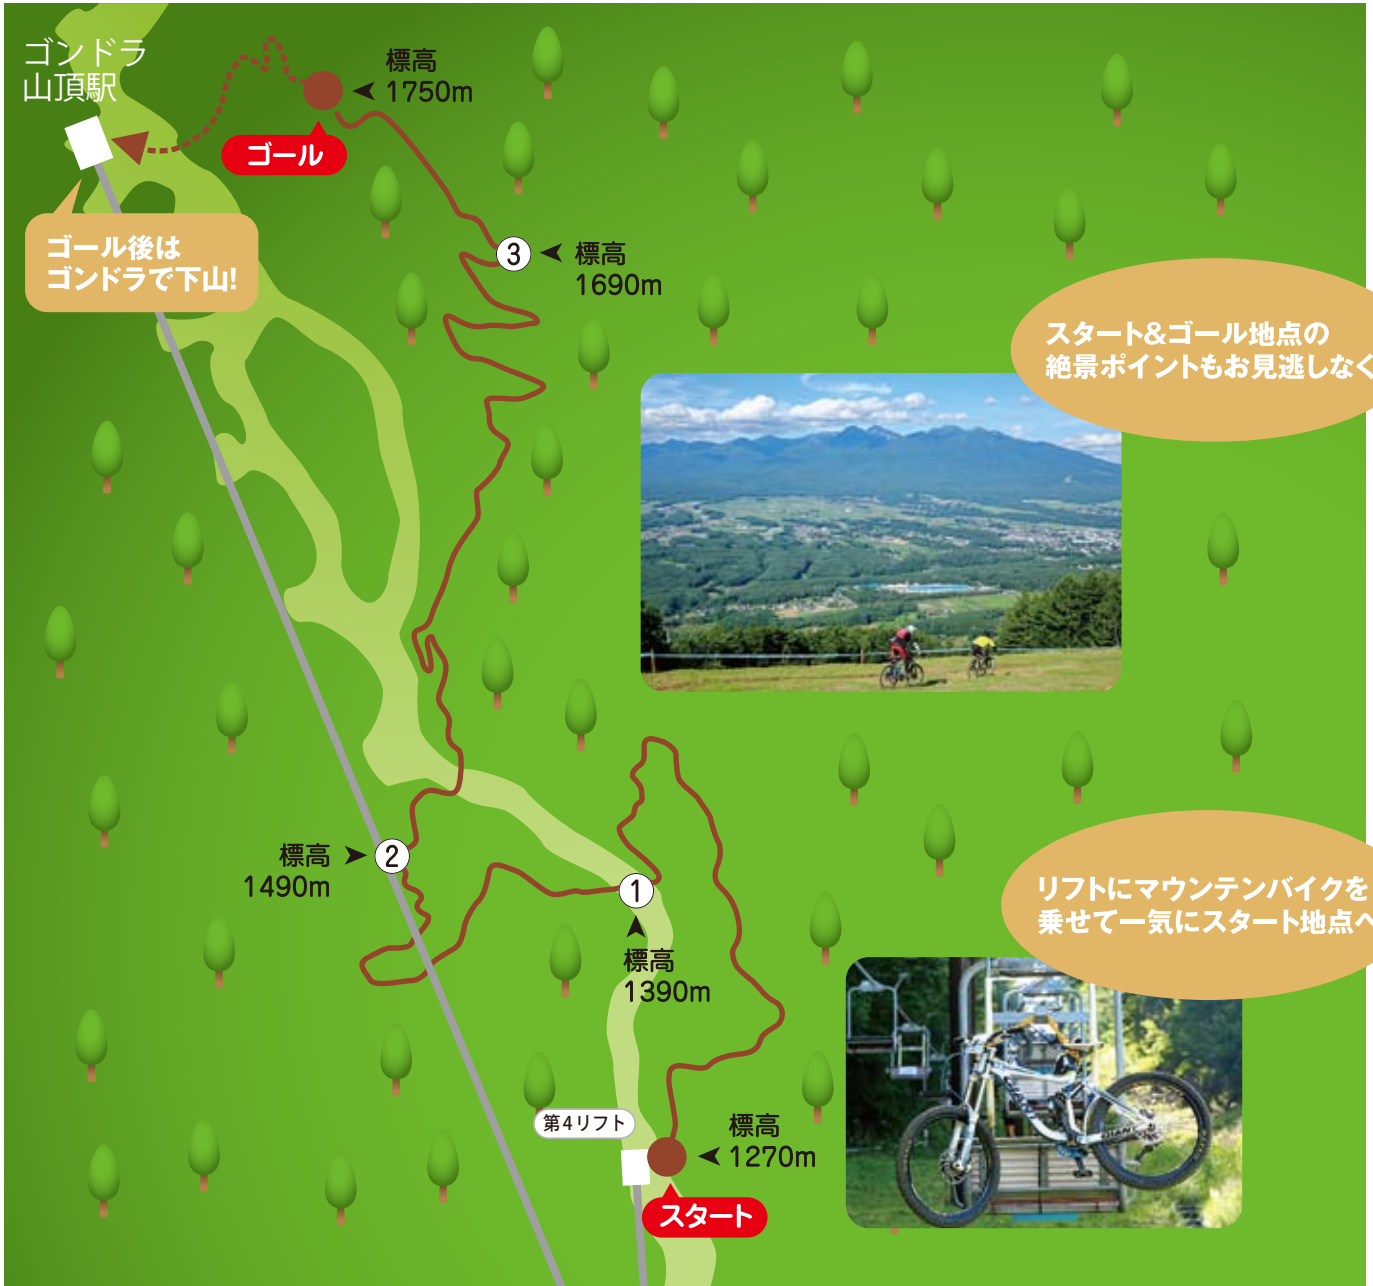 ゴンドラ
山頂駅
標高
1750m
ゴール
ゴール後は
ゴンドラで下山!
3
標高
1690m
スタート&ゴール地点の
絶景ポイントもお見逃しなく
標高
1490m
2
1
標高
1390m
リフトにマウンテンバイクを
乗せて一気にスタート地点へ
第4リフト
標高
1270m
スタート
GIANT